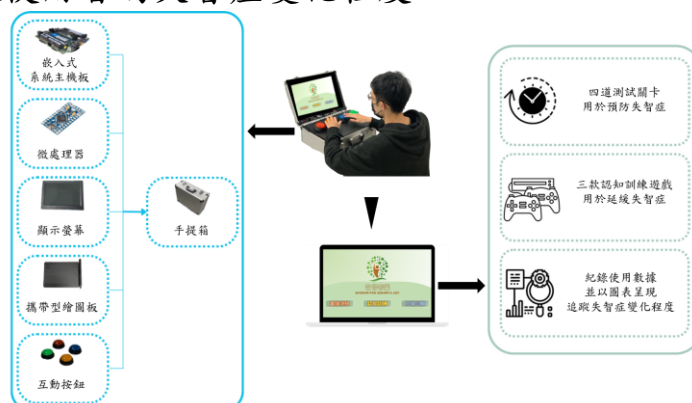 嵌入式
系統主機板
微處理器
顯示螢幕
攜帶型繪圖板
互動按鈕
手提箱
四道測試關卡
用於預防失智症
三款認知訓練遊戲
用於延緩失智症
紀錄使用數據
並以圖表呈現
追蹤失智症變化程度